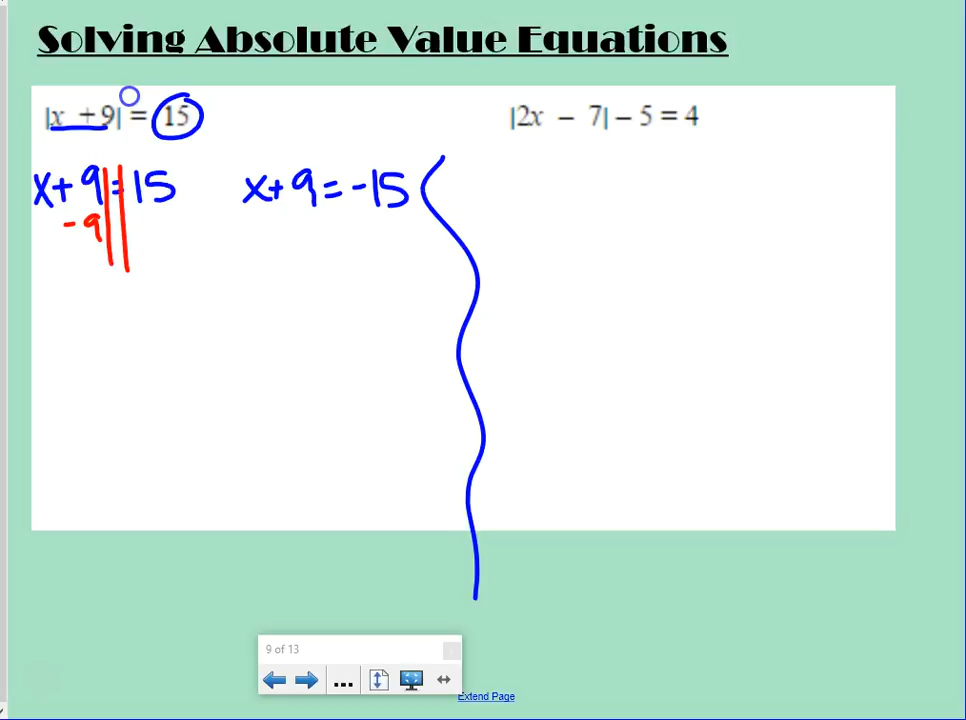 Solving Absolute Value Equations
|x + 9| = 15
x+9=15
-9
x+9=-15
|2x - 7| - 5 = 4
9 of 13
...
Extend Page